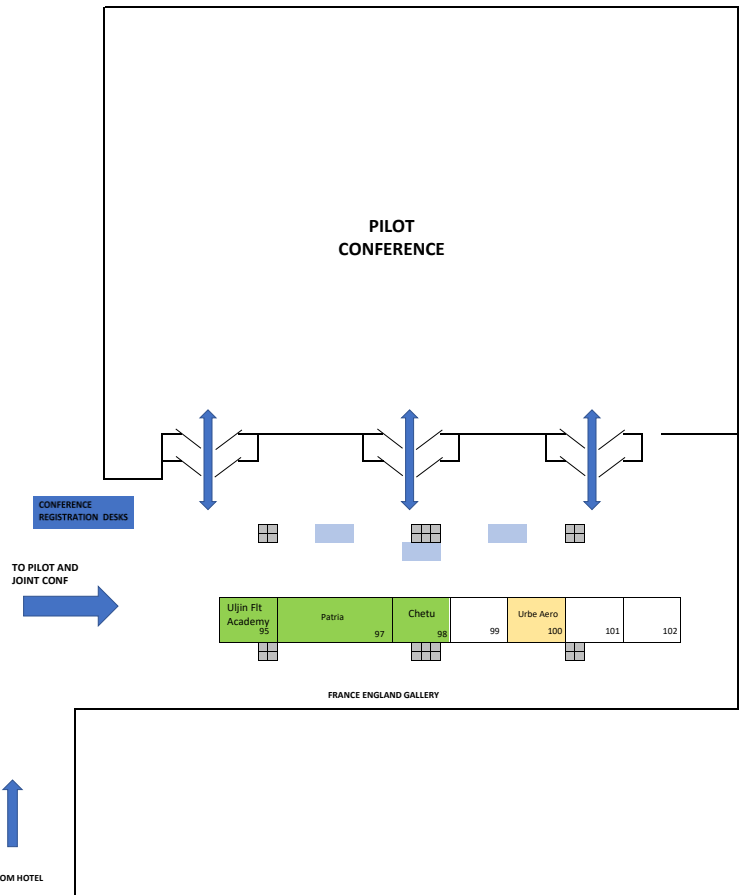 PILOT
CONFERENCE
CONFERENCE
REGISTRATION DESKS
TO PILOT AND
JOINT CONF
Uljin Flt
Academy
95
Patria
97
Chetu
98
99
Urbe Aero
100
101
102
FRANCE ENGLAND GALLERY
OM HOTEL